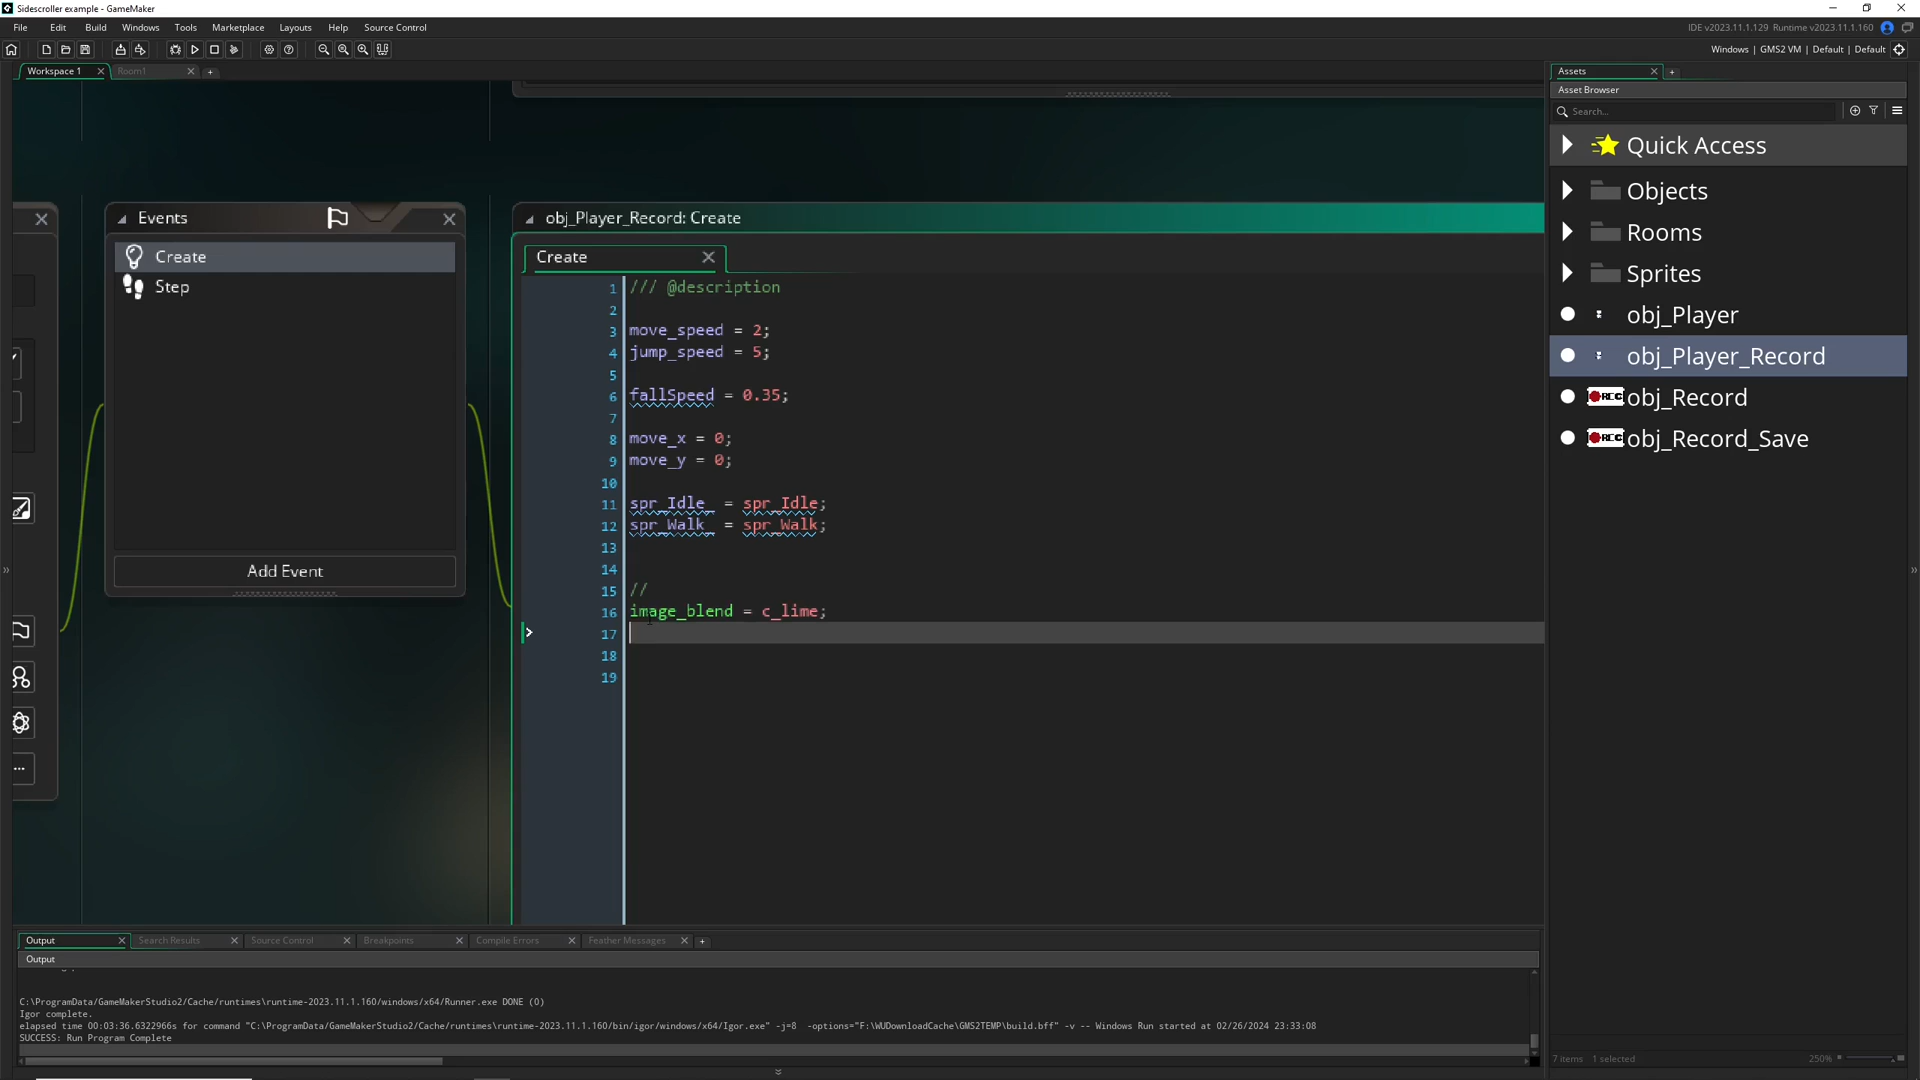 Sidescroller example - GameMaker
File Edit Build Windows Tools Marketplace Layouts Help Source Control
IDE v2023.11.1.129 Runtime v2023.11.1.160
Windows | GMS2 VM | Default | Default
Workspace 1
Room1
Events
Create
Step
Add Event
obj_Player_Record: Create
Create
1 /// @description
2
3 move_speed = 2;
4 jump_speed = 5;
5
6 fallSpeed = 0.35;
7
8 move_x = 0;
9 move_y = 0;
10
11 spr_Idle_ = spr_Idle;
12 spr_Walk_ = spr_Walk;
13
14
15 //
16 image_blend = c_lime;
17
18
19
Assets
Asset Browser
Search...
Quick Access
Objects
Rooms
Sprites
obj_Player
obj_Player_Record
REC obj_Record
REC obj_Record_Save
7 items 1 selected
250%
Output Search Results Source Control Breakpoints Compile Errors Feather Messages
Output
C:\ProgramData/GameMakerStudio2/Cache/runtimes\runtime-2023.11.1.160/windows/x64/Runner.exe DONE (0)
Igor complete.
elapsed time 00:03:36.6322966s for command "C:\ProgramData/GameMakerStudio2/Cache/runtimes\runtime-2023.11.1.160/bin/igor/windows/x64/Igor.exe" -j=8 -options="F:\WUDownloadCache\GMS2TEMP\build.bff" -v -- Windows Run started at 02/26/2024 23:33:08
SUCCESS: Run Program Complete